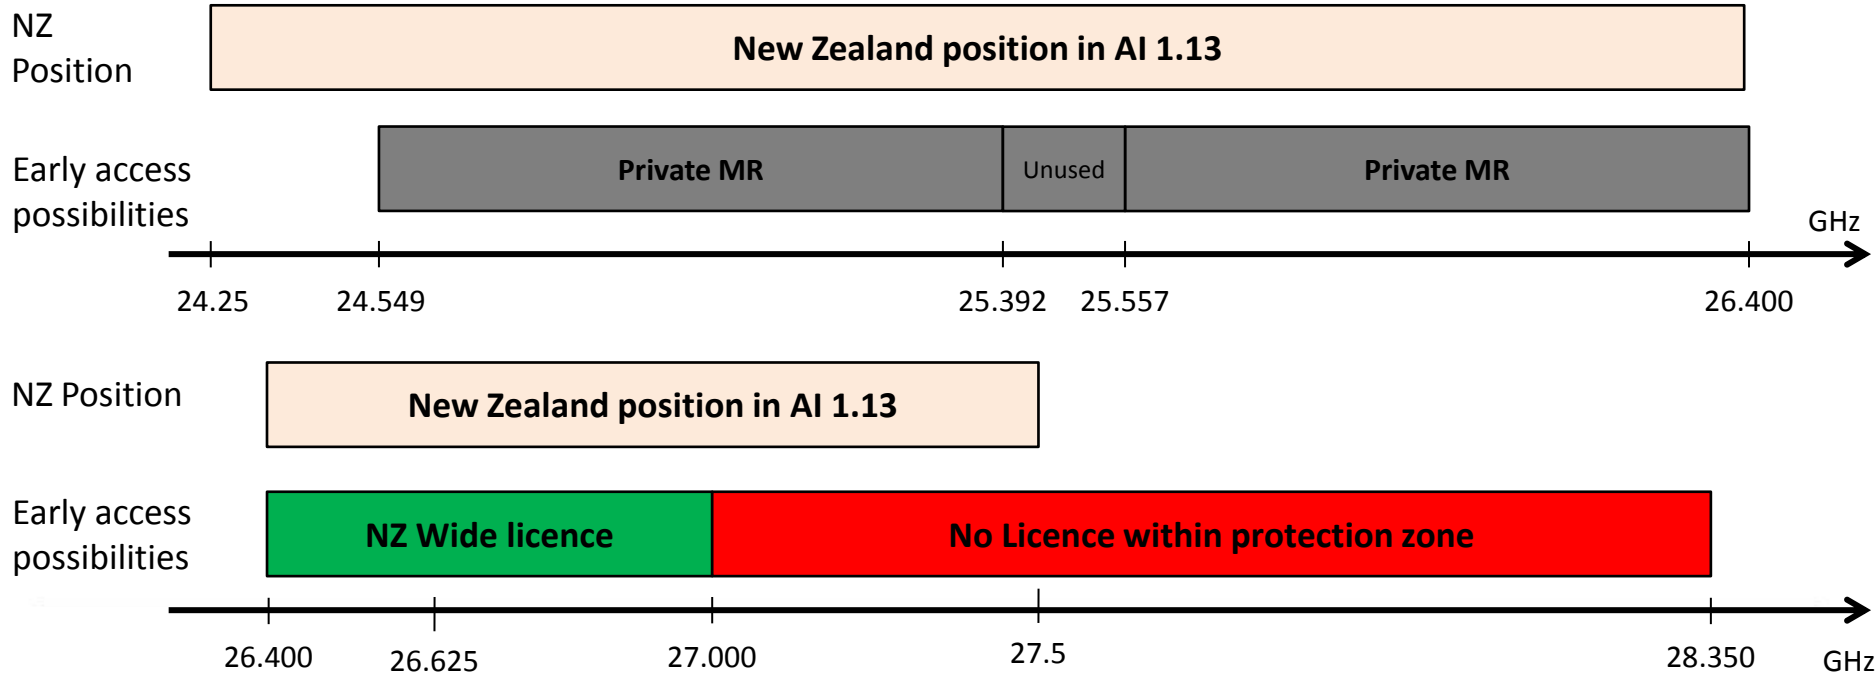 NZ
Position
New Zealand position in AI 1.13
Early access
possibilities
Private MR
Unused
Private MR
GHz
24.25
24.549
25.392
25.557
26.400
NZ Position
New Zealand position in AI 1.13
Early access
possibilities
NZ Wide licence
No Licence within protection zone
26.400
26.625
27.000
27.5
28.350
GHz